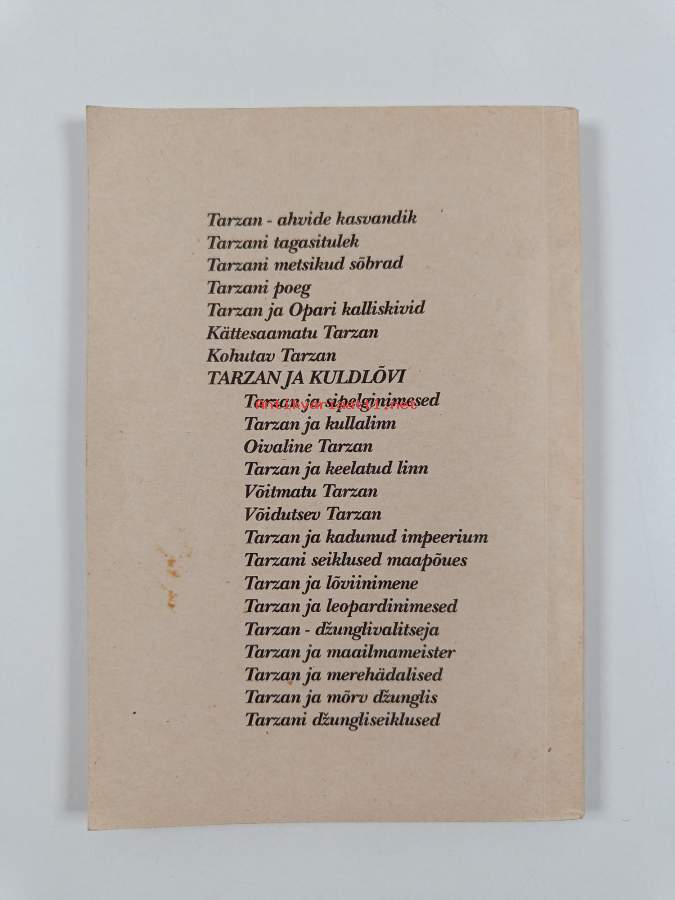 Tarzan - ahvide kasvandik
Tarzani tagasitulek
Tarzani metsikud sõbrad
Tarzani poeg
Tarzan ja Opari kalliskivid
Kättesaamatu Tarzan
Kohutav Tarzan
TARZAN JA KULDLÕVI
Tarzan ja sipelginimesed
Antikvariaatti.net
Tarzan ja kullalinn
Oivaline Tarzan
Tarzan ja keelatud linn
Võitmatu Tarzan
Võidutsev Tarzan
Tarzan ja kadunud impeerium
Tarzani seiklused maapõues
Tarzan ja lõviinimene
Tarzan ja leopardinimesed
Tarzan - džunglivalitseja
Tarzan ja maailmameister
Tarzan ja merehädalised
Tarzan ja mõrv džunglis
Tarzani džungliseiklused